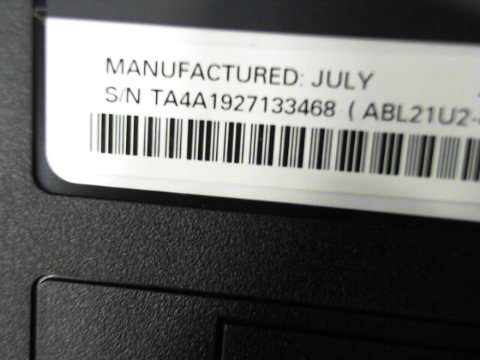 MANUFACTURED: JULY
S/N TA4A1927133468 ( ABL21U2-